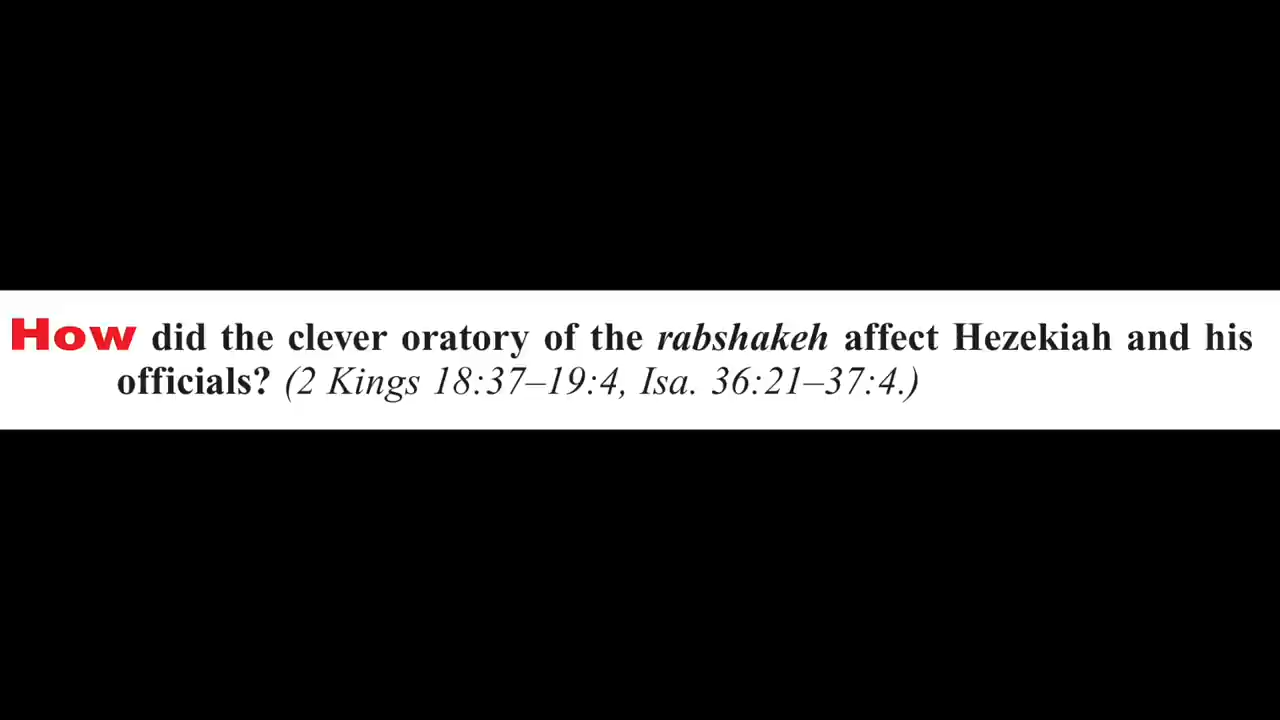 How did the clever oratory of the rabshakeh affect Hezekiah and his
officials? (2 Kings 18:37–19:4, Isa. 36:21–37:4.)